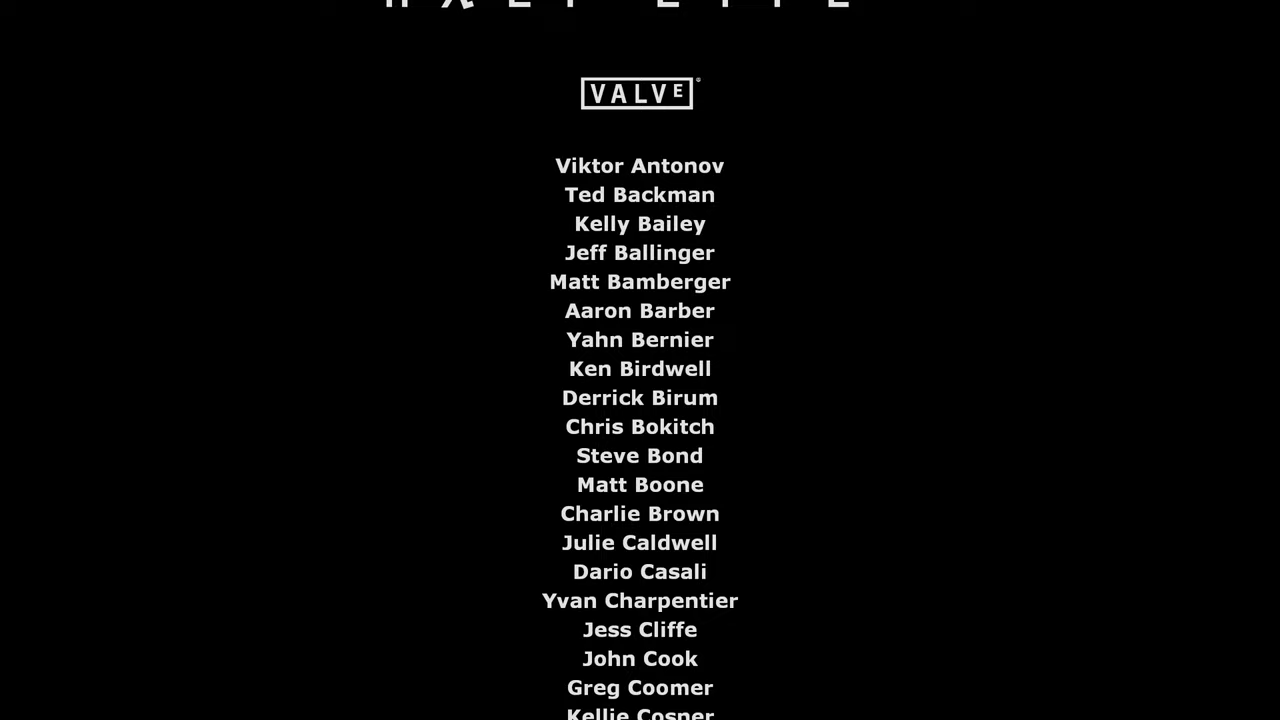 VALVE
Viktor Antonov
Ted Backman
Kelly Bailey
Jeff Ballinger
Matt Bamberger
Aaron Barber
Yahn Bernier
Ken Birdwell
Derrick Birum
Chris Bokitch
Steve Bond
Matt Boone
Charlie Brown
Julie Caldwell
Dario Casali
Yvan Charpentier
Jess Cliffe
John Cook
Greg Coomer
Kellie Cosner